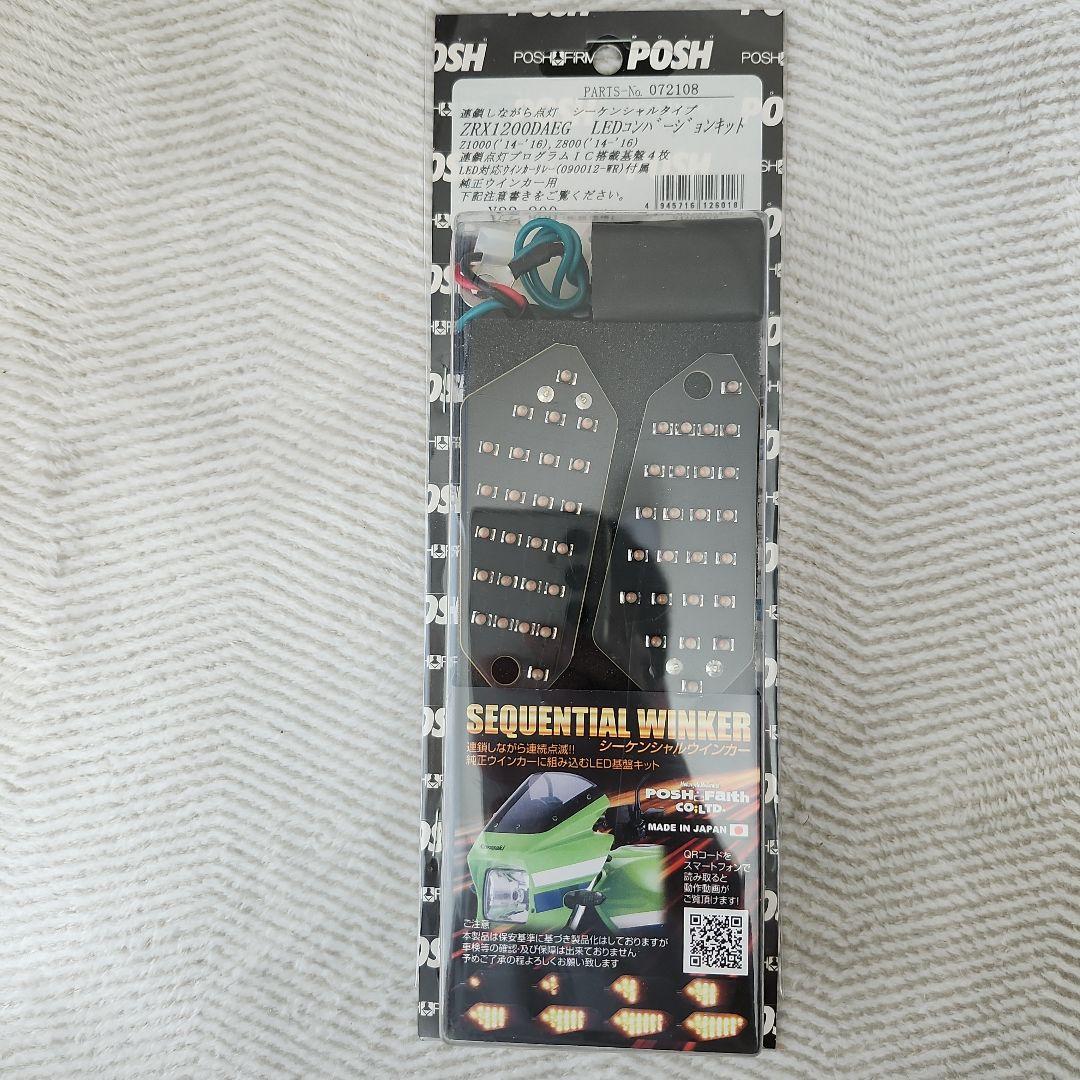 POSH
POSH FiRM
POSH
POSH
PARTS-No. 072108
連鎖しながら点灯 シーケンシャルタイプ
ZRX1200DAEG LEDコンバージョンキット
Z1000('14-'16),Z800('14-'16)
連鎖点灯プログラムIC搭載基盤4枚
LED対応ウインカーリレー(090012-WR)付属
純正ウインカー用
下記注意書きをご覧ください。
4 945716 126018
SEQUENTIAL WINKER
シーケンシャルウインカー
連鎖しながら連続点滅!!
純正ウインカーに組み込むLED基盤キット
POSH Faith
CO;LTD.
MADE IN JAPAN
Kawasaki
QRコードを
スマートフォンで
読み取ると
動作動画が
ご覧頂けます!
ご注意
本製品は保安基準に基づき製品化はしておりますが
車検等の確認・及び保障は出来ておりません
予めご了承の程よろしくお願い致します